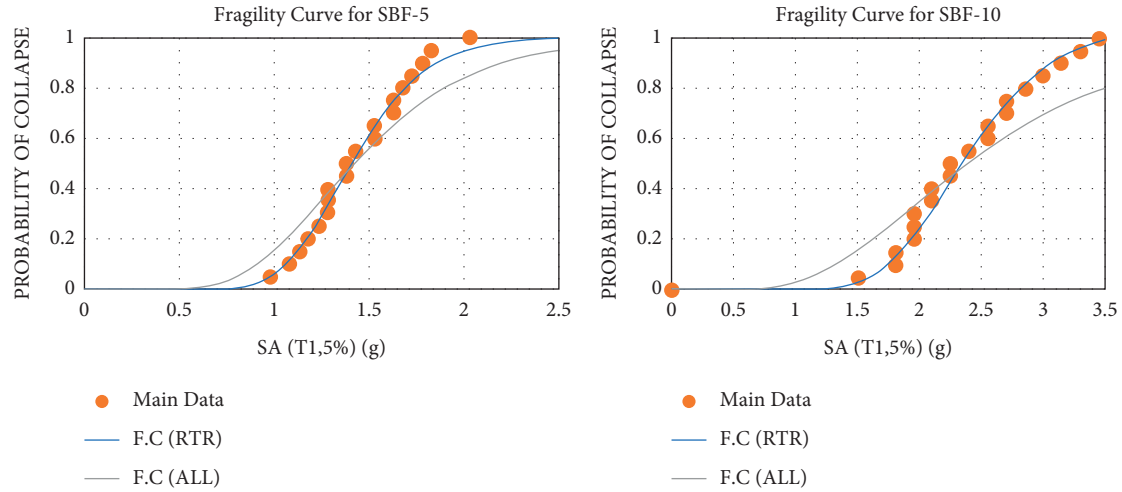 Fragility Curve for SBF-5
PROBABILITY OF COLLAPSE
1
0.8
0.6
0.4
0.2
0
0 0.5 1 1.5 2 2.5
SA (T1,5%) (g)
Main Data
F.C (RTR)
F.C (ALL)
Fragility Curve for SBF-10
PROBABILITY OF COLLAPSE
1
0.8
0.6
0.4
0.2
0
0 0.5 1 1.5 2 2.5 3 3.5
SA (T1,5%) (g)
Main Data
F.C (RTR)
F.C (ALL)